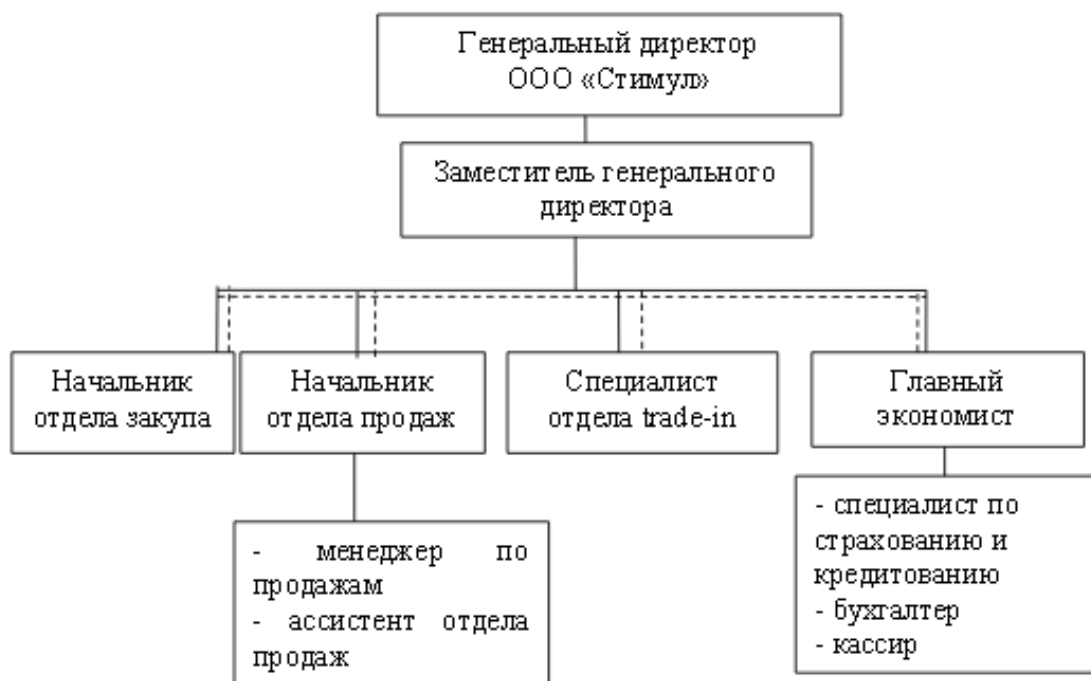 Генеральный директор
ООО «Стимул»
Заместитель генерального
директора
Начальник
отдела закупа
Начальник
отдела продаж
Специалист
отдела trade-in
Главный
экономист
- менеджер по
продажам
- ассистент отдела
продаж
- специалист по
страхованию и
кредитованию
- бухгалтер
- кассир